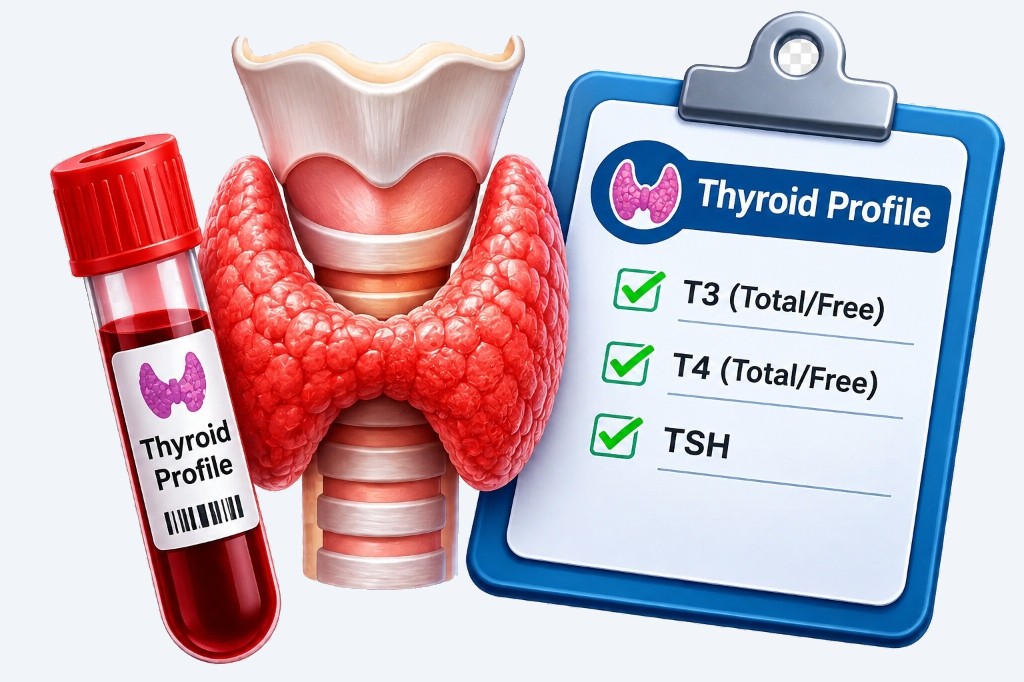 Thyroid
Profile
Thyroid Profile
T3 (Total/Free)
T4 (Total/Free)
TSH